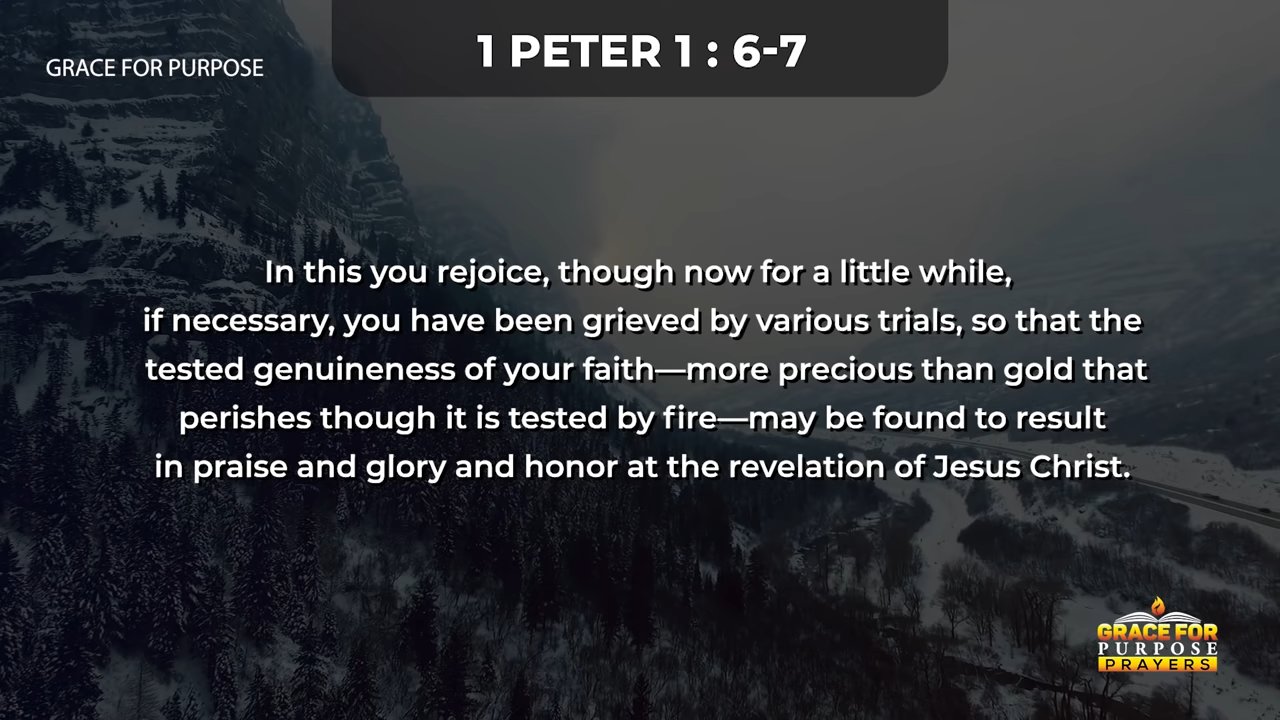 1 PETER 1 : 6-7
GRACE FOR PURPOSE
In this you rejoice, though now for a little while,
if necessary, you have been grieved by various trials, so that the
tested genuineness of your faith—more precious than gold that
perishes though it is tested by fire—may be found to result
in praise and glory and honor at the revelation of Jesus Christ.
GRACE FOR
PURPOSE
PRAYERS